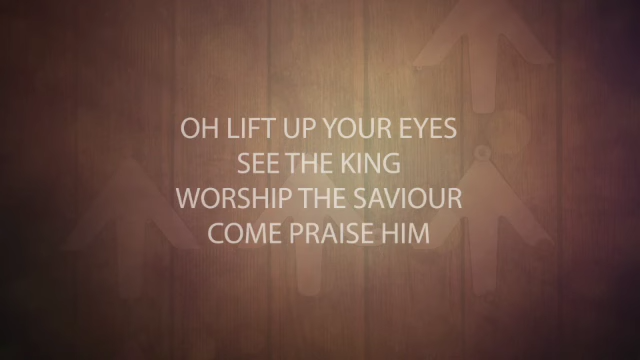 OH LIFT UP YOUR EYES
SEE THE KING
WORSHIP THE SAVIOUR
COME PRAISE HIM